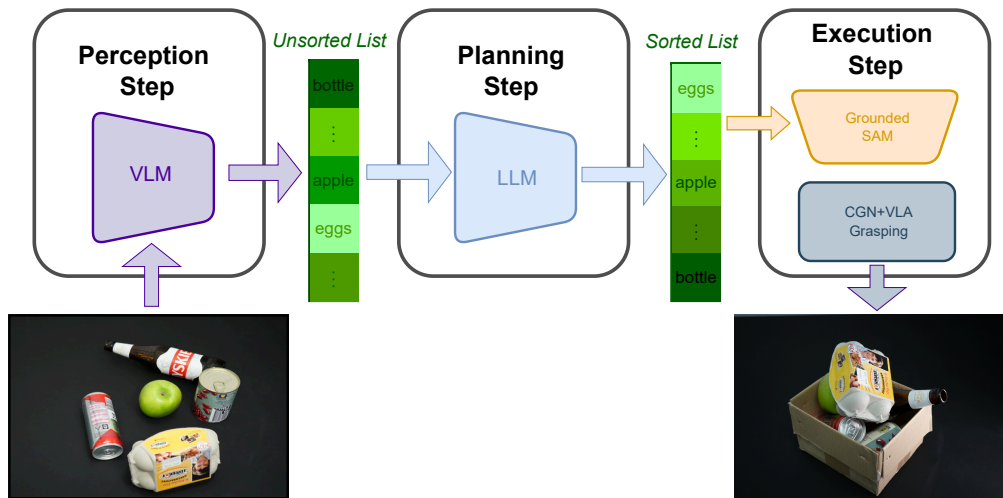 Perception
Step
VLM
Unsorted List
bottle
⋮
apple
eggs
⋮
Planning
Step
LLM
Sorted List
eggs
⋮
apple
⋮
bottle
Execution
Step
Grounded
SAM
CGN+VLA
Grasping